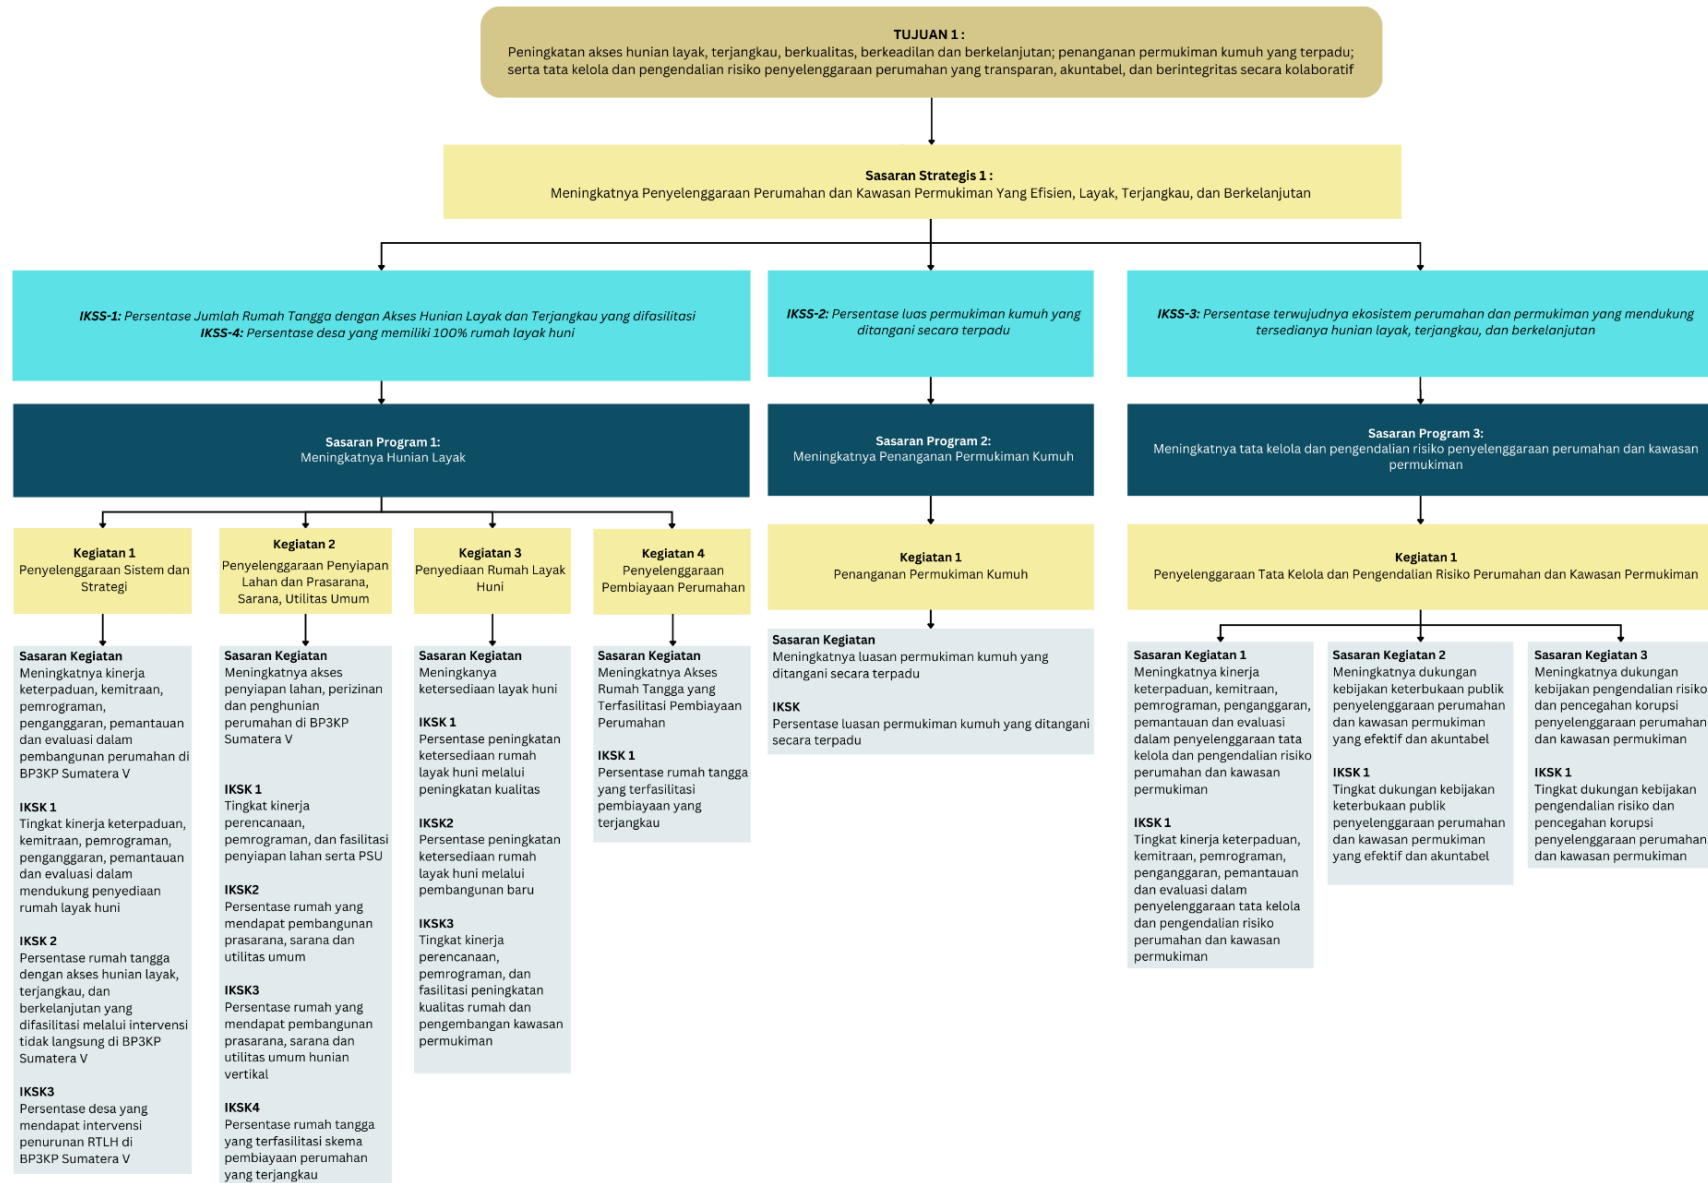 TUJUAN 1 :
Peningkatan akses hunian layak, terjangkau, berkualitas, berkeadilan dan berkelanjutan; penanganan permukiman kumuh yang terpadu;
serta tata kelola dan pengendalian risiko penyelenggaraan perumahan yang transparan, akuntabel, dan berintegritas secara kolaboratif
Sasaran Strategis 1 :
Meningkatnya Penyelenggaraan Perumahan dan Kawasan Permukiman Yang Efisien, Layak, Terjangkau, dan Berkelanjutan
IKSS-1: Persentase Jumlah Rumah Tangga dengan Akses Hunian Layak dan Terjangkau yang difasilitasi
IKSS-4: Persentase desa yang memiliki 100% rumah layak huni
IKSS-2: Persentase luas permukiman kumuh yang
ditangani secara terpadu
IKSS-3: Persentase terwujudnya ekosistem perumahan dan permukiman yang mendukung
tersedianya hunian layak, terjangkau, dan berkelanjutan
Sasaran Program 1:
Meningkatnya Hunian Layak
Sasaran Program 2:
Meningkatnya Penanganan Permukiman Kumuh
Sasaran Program 3:
Meningkatnya tata kelola dan pengendalian risiko penyelenggaraan perumahan dan kawasan
permukiman
Kegiatan 1
Penyelenggaraan Sistem dan
Strategi
Kegiatan 2
Penyelenggaraan Penyiapan
Lahan dan Prasarana,
Sarana, Utilitas Umum
Kegiatan 3
Penyediaan Rumah Layak
Huni
Kegiatan 4
Penyelenggaraan
Pembiayaan Perumahan
Kegiatan 1
Penanganan Permukiman Kumuh
Kegiatan 1
Penyelenggaraan Tata Kelola dan Pengendalian Risiko Perumahan dan Kawasan Permukiman
Sasaran Kegiatan
Meningkatnya kinerja
keterpaduan, kemitraan,
pemrograman,
penganggaran, pemantauan
dan evaluasi dalam
pembangunan perumahan di
BP3KP Sumatera V
IKSK 1
Tingkat kinerja keterpaduan,
kemitraan, pemrograman,
penganggaran, pemantauan
dan evaluasi dalam
mendukung penyediaan
rumah layak huni
IKSK 2
Persentase rumah tangga
dengan akses hunian layak,
terjangkau, dan
berkelanjutan yang
difasilitasi melalui intervensi
tidak langsung di BP3KP
Sumatera V
IKSK3
Persentase desa yang
mendapat intervensi
penurunan RTLH di
BP3KP Sumatera V
Sasaran Kegiatan
Meningkatnya akses
penyiapan lahan, perizinan
dan penghunian
perumahan di BP3KP
Sumatera V
IKSK 1
Tingkat kinerja
perencanaan,
pemrograman, dan fasilitasi
penyiapan lahan serta PSU
IKSK2
Persentase rumah yang
mendapat pembangunan
prasarana, sarana dan
utilitas umum
IKSK3
Persentase rumah yang
mendapat pembangunan
prasarana, sarana dan
utilitas umum hunian
vertikal
IKSK4
Persentase rumah tangga
yang terfasilitasi skema
pembiayaan perumahan
yang terjangkau
Sasaran Kegiatan
Meningkanya
ketersediaan layak huni
IKSK 1
Persentase peningkatan
ketersediaan rumah
layak huni melalui
peningkatan kualitas
IKSK2
Persentase peningkatan
ketersediaan rumah
layak huni melalui
pembangunan baru
IKSK3
Tingkat kinerja
perencanaan,
pemrograman, dan
fasilitasi peningkatan
kualitas rumah dan
pengembangan kawasan
permukiman
Sasaran Kegiatan
Meningkatnya Akses
Rumah Tangga yang
Terfasilitasi Pembiayaan
Perumahan
IKSK 1
Persentase rumah tangga
yang terfasilitasi
pembiayaan yang
terjangkau
Sasaran Kegiatan
Meningkatnya luasan permukiman kumuh yang
ditangani secara terpadu
IKSK
Persentase luasan permukiman kumuh yang ditangani
secara terpadu
Sasaran Kegiatan 1
Meningkatnya kinerja
keterpaduan, kemitraan,
pemrograman, penganggaran,
pemantauan dan evaluasi
dalam penyelenggaraan tata
kelola dan pengendalian risiko
perumahan dan kawasan
permukiman
IKSK 1
Tingkat kinerja keterpaduan,
kemitraan, pemrograman,
penganggaran, pemantauan
dan evaluasi dalam
penyelenggaraan tata kelola
dan pengendalian risiko
perumahan dan kawasan
permukiman
Sasaran Kegiatan 2
Meningkatnya dukungan
kebijakan keterbukaan publik
penyelenggaraan perumahan
dan kawasan permukiman
yang efektif dan akuntabel
IKSK 1
Tingkat dukungan kebijakan
keterbukaan publik
penyelenggaraan perumahan
dan kawasan permukiman
yang efektif dan akuntabel
Sasaran Kegiatan 3
Meningkatnya dukungan
kebijakan pengendalian risiko
dan pencegahan korupsi
penyelenggaraan perumahan
dan kawasan permukiman
IKSK 1
Tingkat dukungan kebijakan
pengendalian risiko dan
pencegahan korupsi
penyelenggaraan perumahan
dan kawasan permukiman